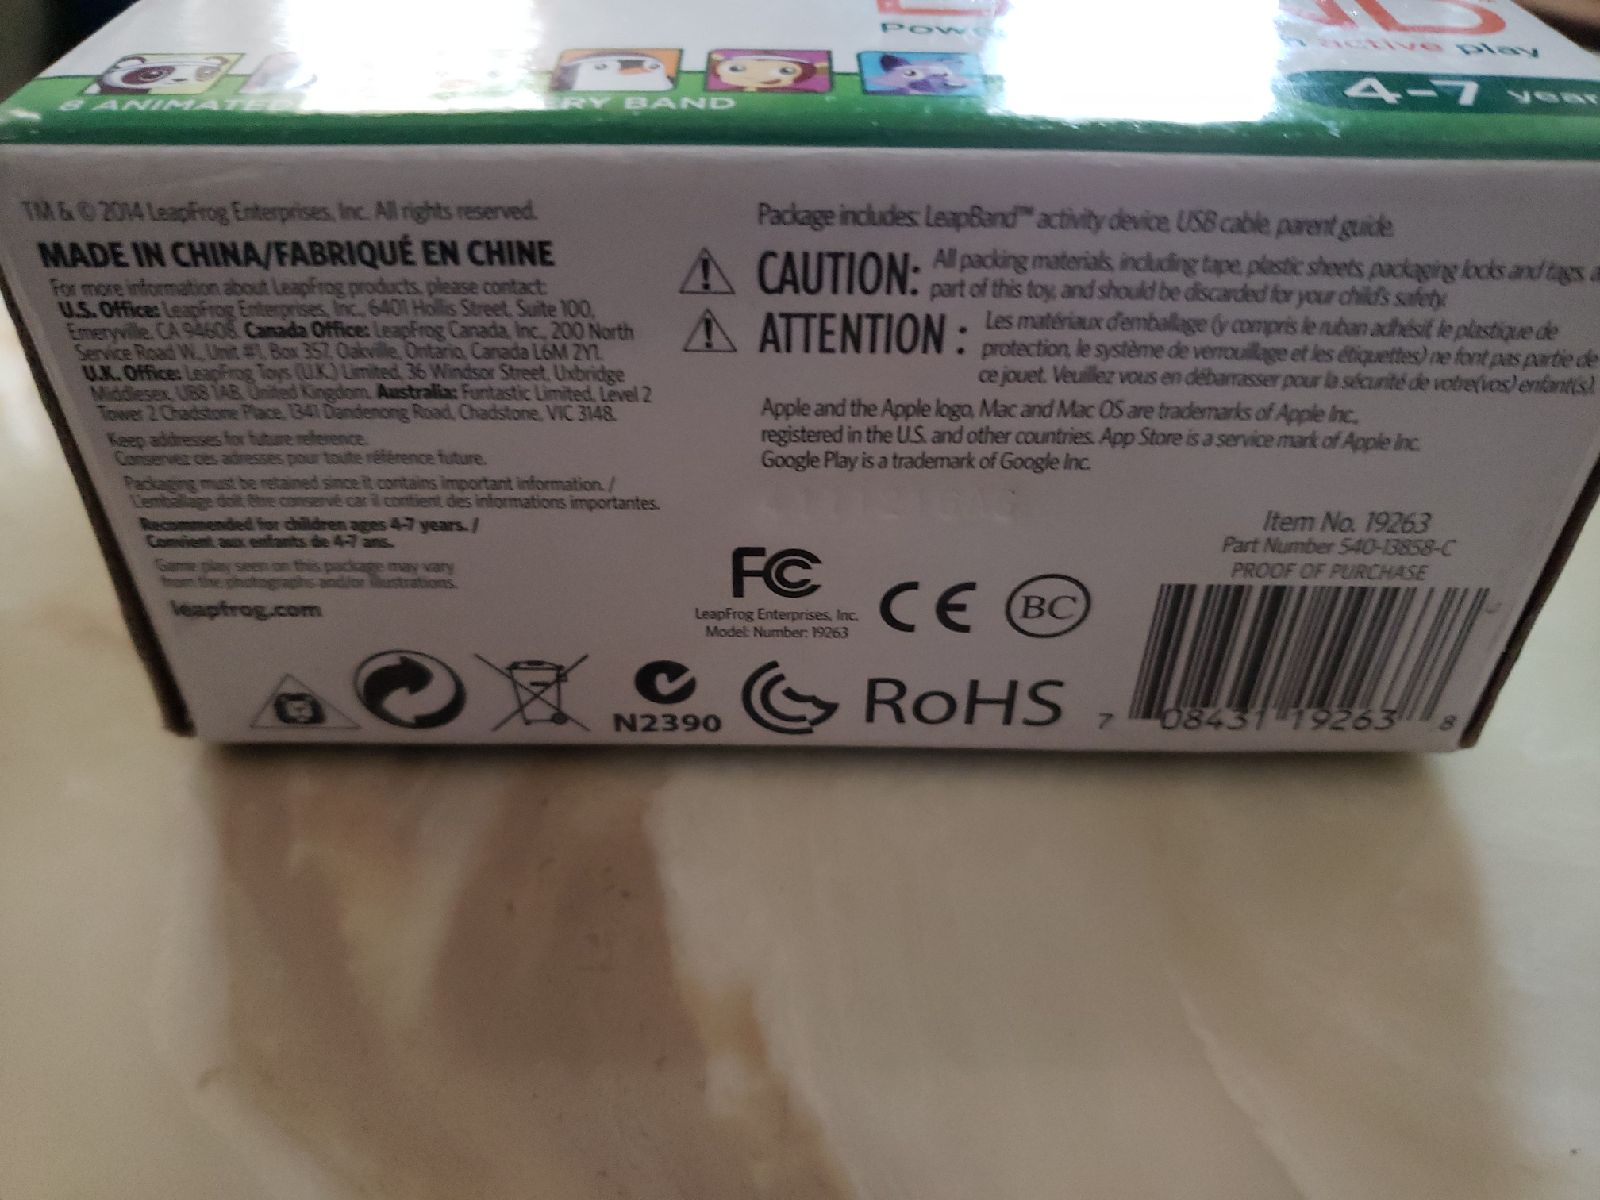 active play
4-7 year
8 ANIMATED
ERY BAND
TM & © 2014 LeapFrog Enterprises, Inc. All rights reserved.
MADE IN CHINA/FABRIQUÉ EN CHINE
For more information about LeapFrog products, please contact:
U.S. Office: LeapFrog Enterprises, Inc., 6401 Hollis Street, Suite 100,
Emeryville, CA 94608. Canada Office: LeapFrog Canada, Inc., 200 North
Service Road W., Unit #1, Box 357, Oakville, Ontario, Canada L6M 2Y1.
U.K. Office: LeapFrog Toys (U.K.) Limited, 36 Windsor Street, Uxbridge
Middlesex, UB8 1AB, United Kingdom. Australia: Funtastic Limited, Level 2
Tower 2 Chadstone Place, 1341 Dandenong Road, Chadstone, VIC 3148.
Keep addresses for future reference.
Conservez ces adresses pour toute référence future.
Packaging must be retained since it contains important information. /
L'emballage doit être conservé car il contient des informations importantes.
Recommended for children ages 4-7 years. /
Convient aux enfants de 4-7 ans.
Game play seen on this package may vary
from the photographs and/or illustrations.
leapfrog.com
Package includes: LeapBand™ activity device, USB cable, parent guide.
CAUTION: All packing materials, including tape, plastic sheets, packaging locks and tags,
part of this toy, and should be discarded for your child's safety.
ATTENTION : Les matériaux d'emballage (y compris le ruban adhésif, le plastique de
protection, le système de verrouillage et les étiquettes) ne font pas partie de
ce jouet. Veuillez vous en débarrasser pour la sécurité de votre(vos) enfant(s).
Apple and the Apple logo, Mac and Mac OS are trademarks of Apple Inc.,
registered in the U.S. and other countries. App Store is a service mark of Apple Inc.
Google Play is a trademark of Google Inc.
FC
LeapFrog Enterprises, Inc.
Model: Number: 19263
CE
BC
N2390
RoHS
Item No. 19263
Part Number 540-13858-C
PROOF OF PURCHASE
7 08431 19263 8